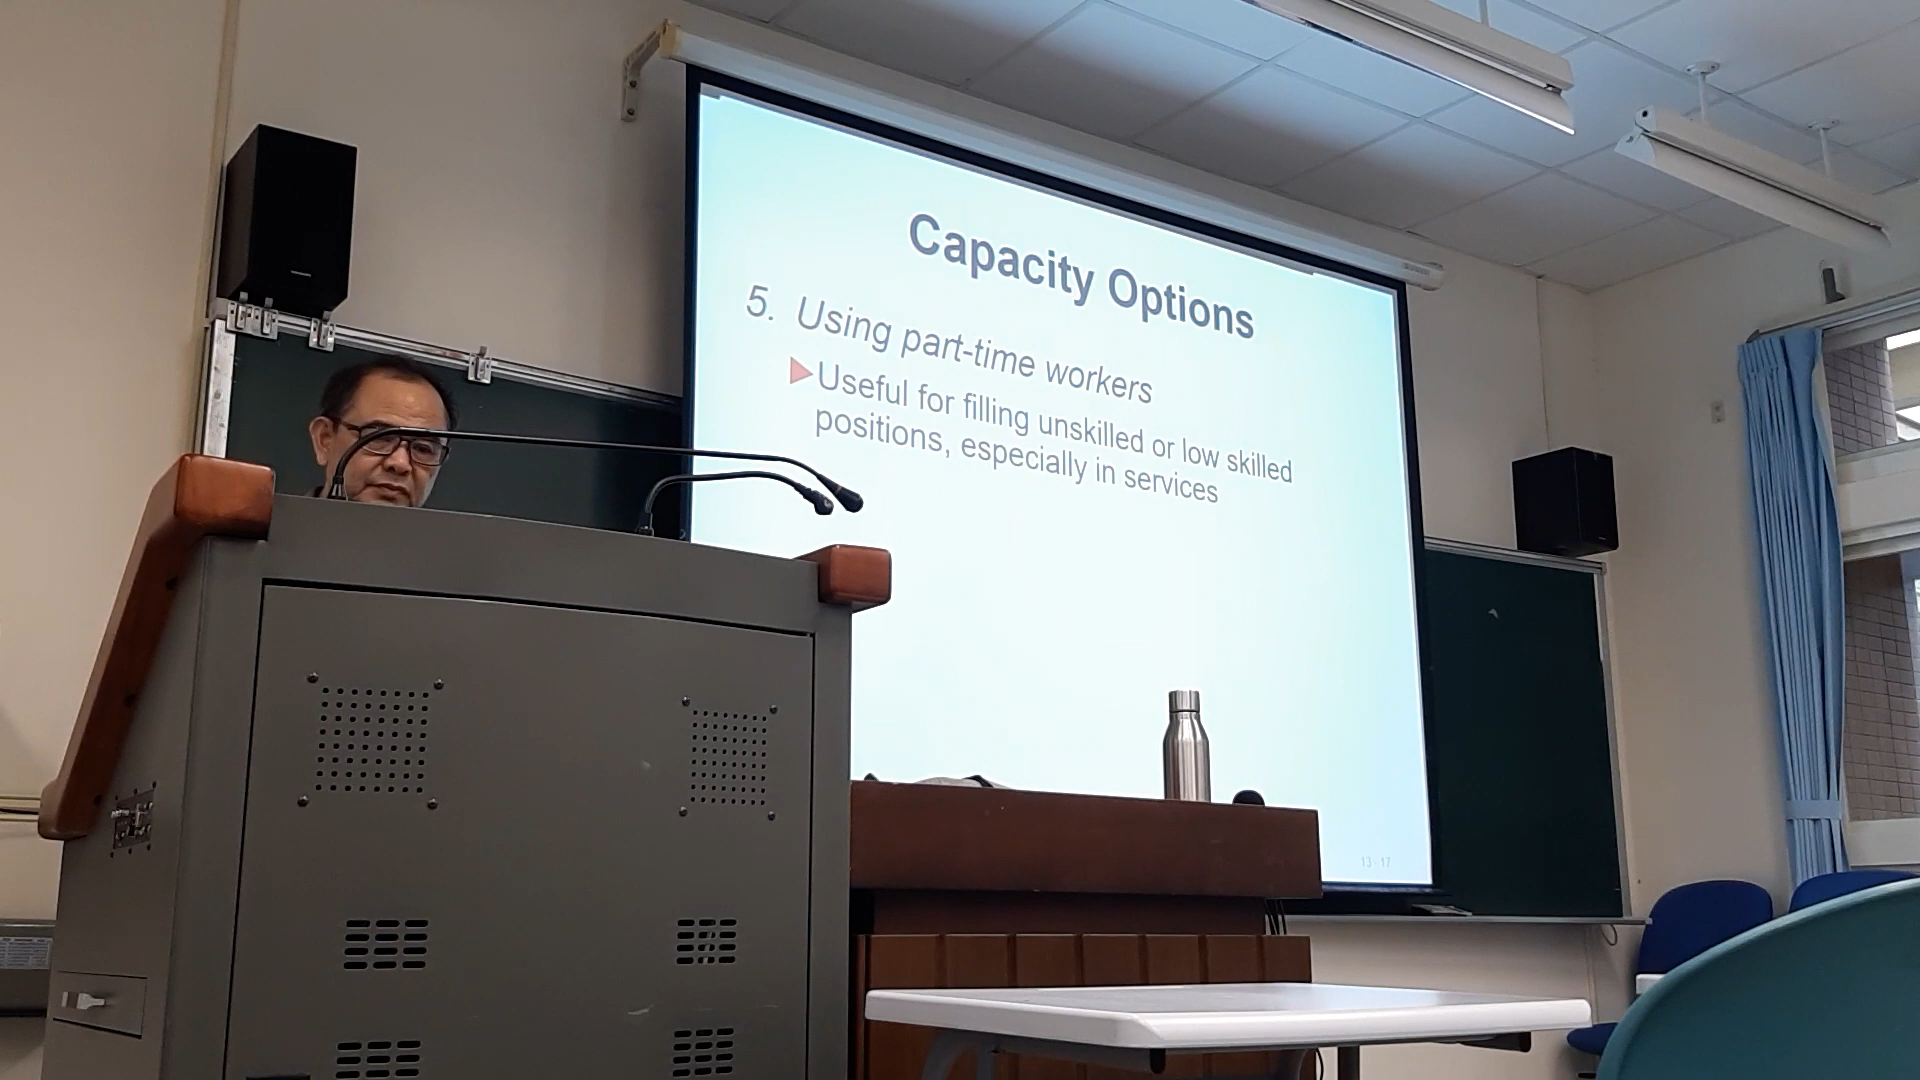 Capacity Options
5. Using part-time workers
Useful for filling unskilled or low skilled
positions, especially in services
13 - 17